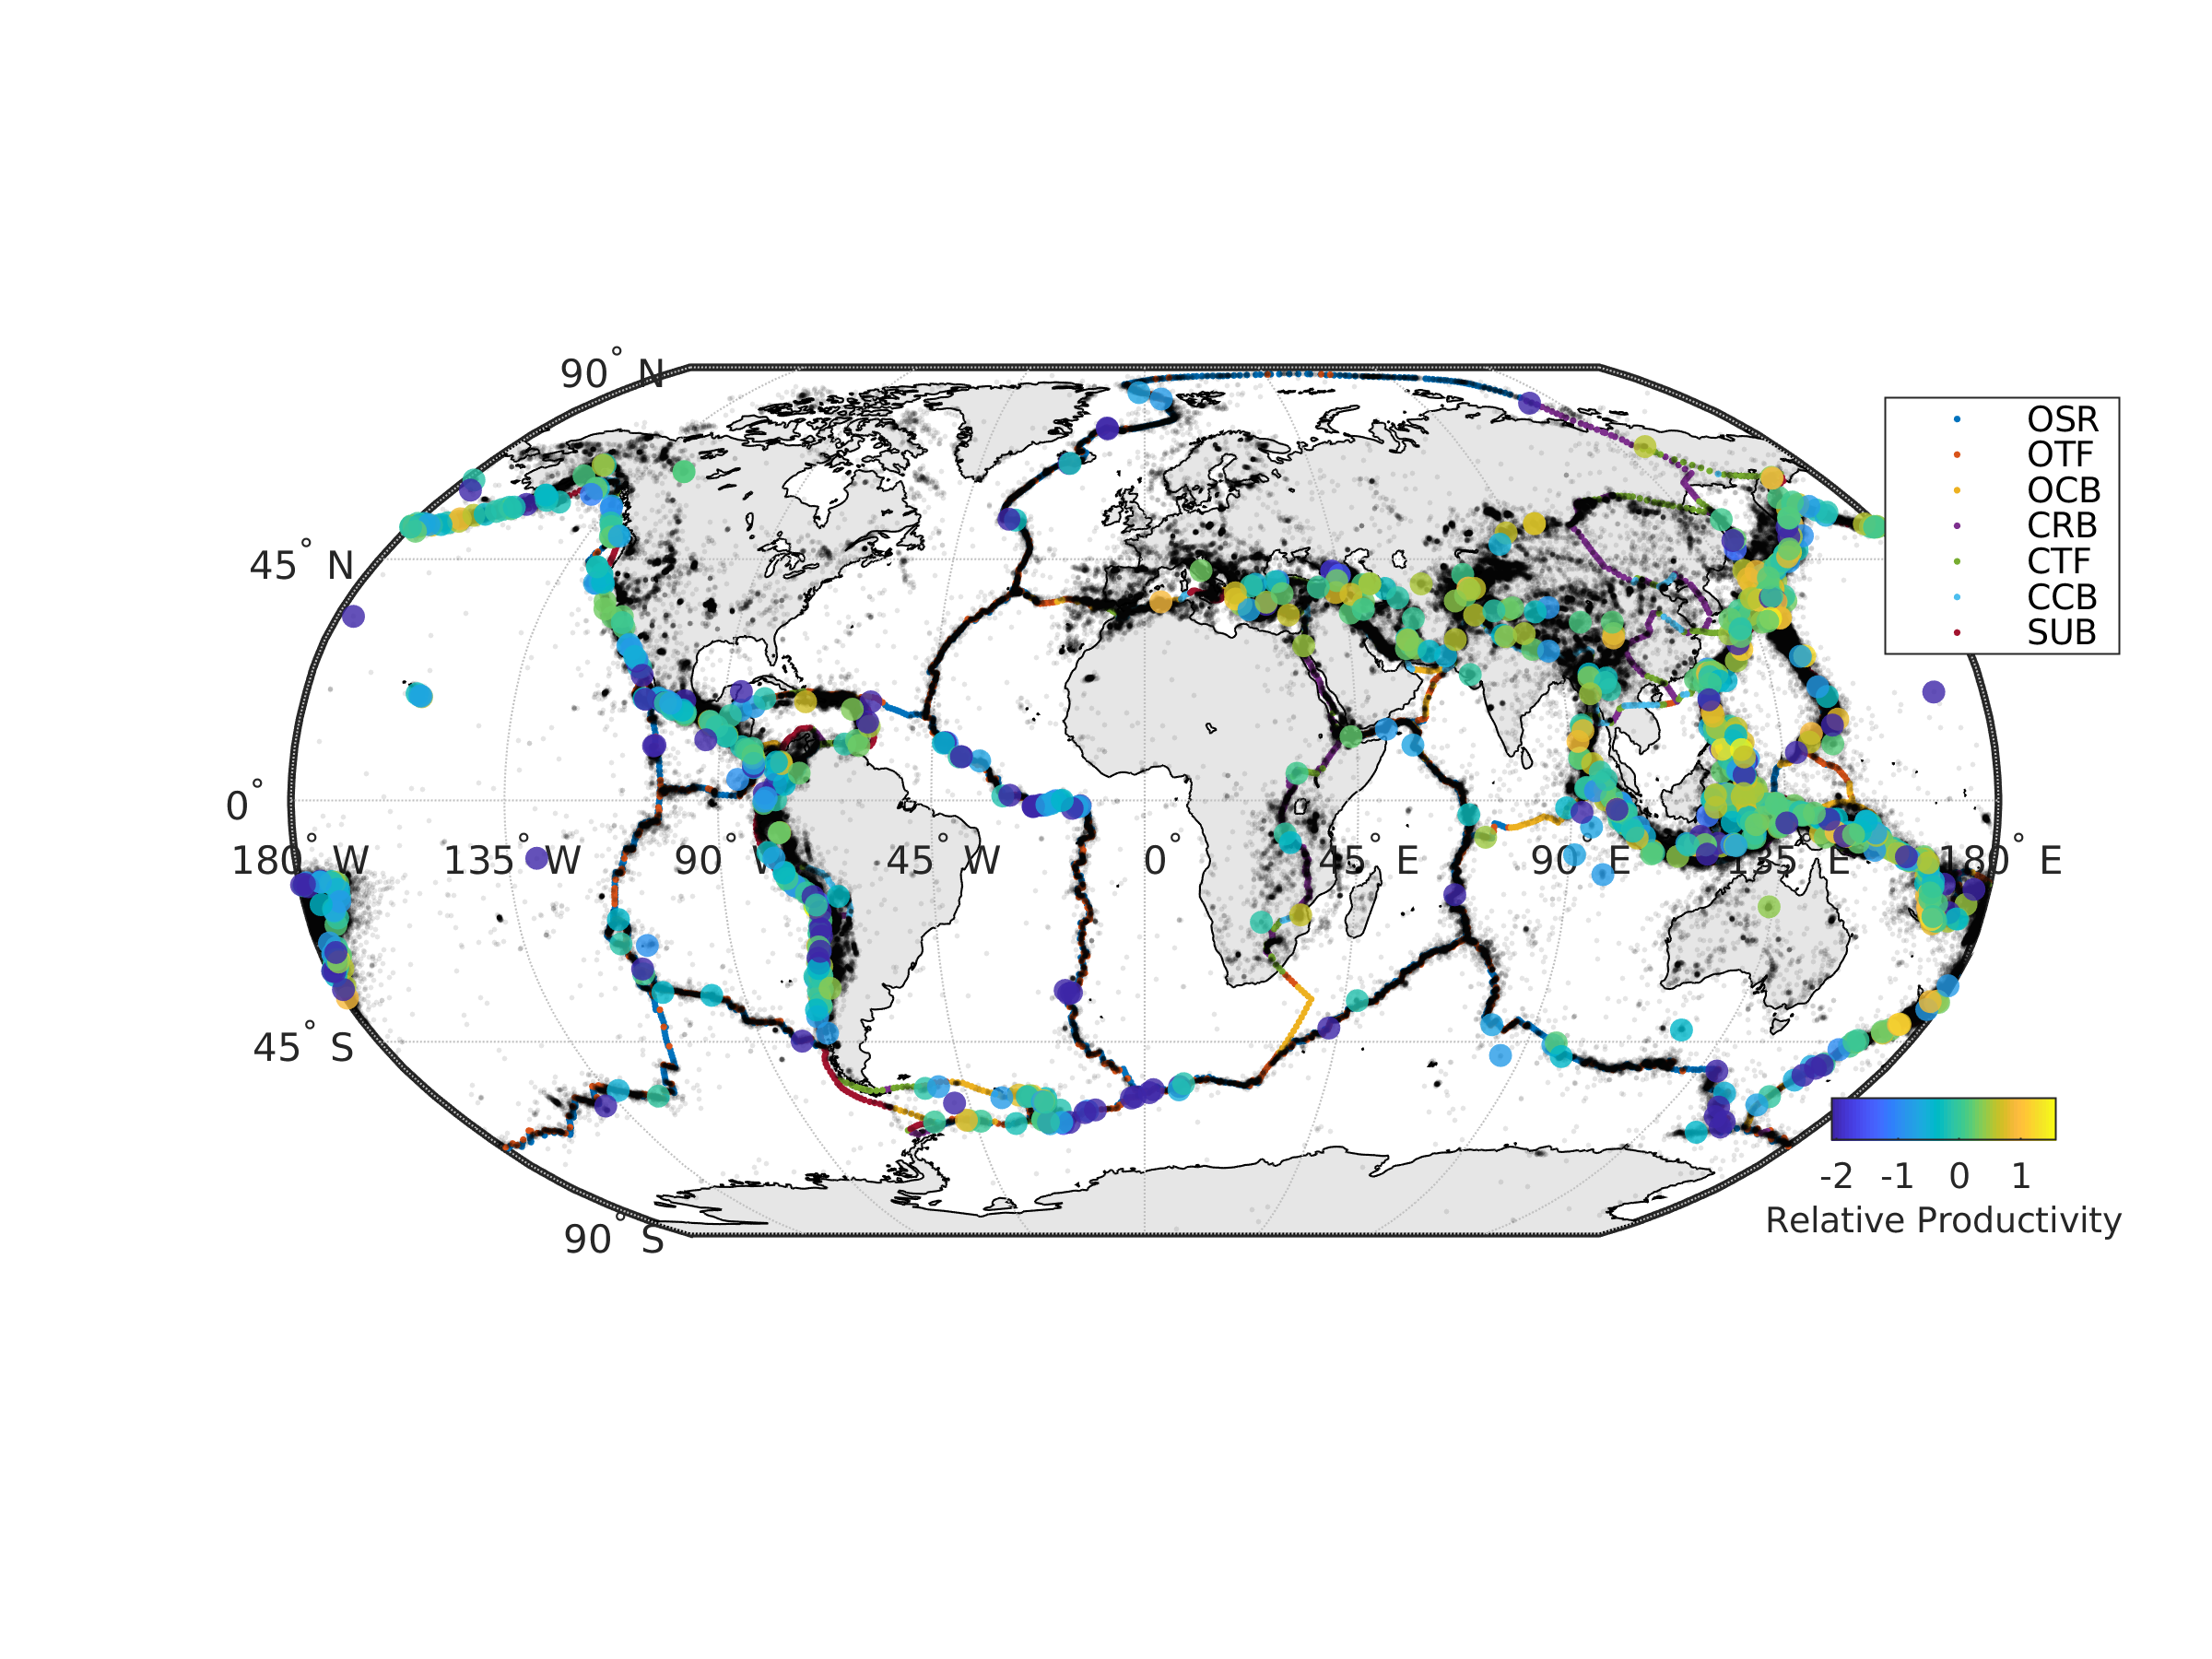 90° N
OSR
OTF
OCB
CRB
CTF
CCB
SUB
45° N
0°
180° W 135° W 90° W 45° W 0° 45° E 90° E 135° E 180° E
45° S
-2 -1 0 1
Relative Productivity
90° S